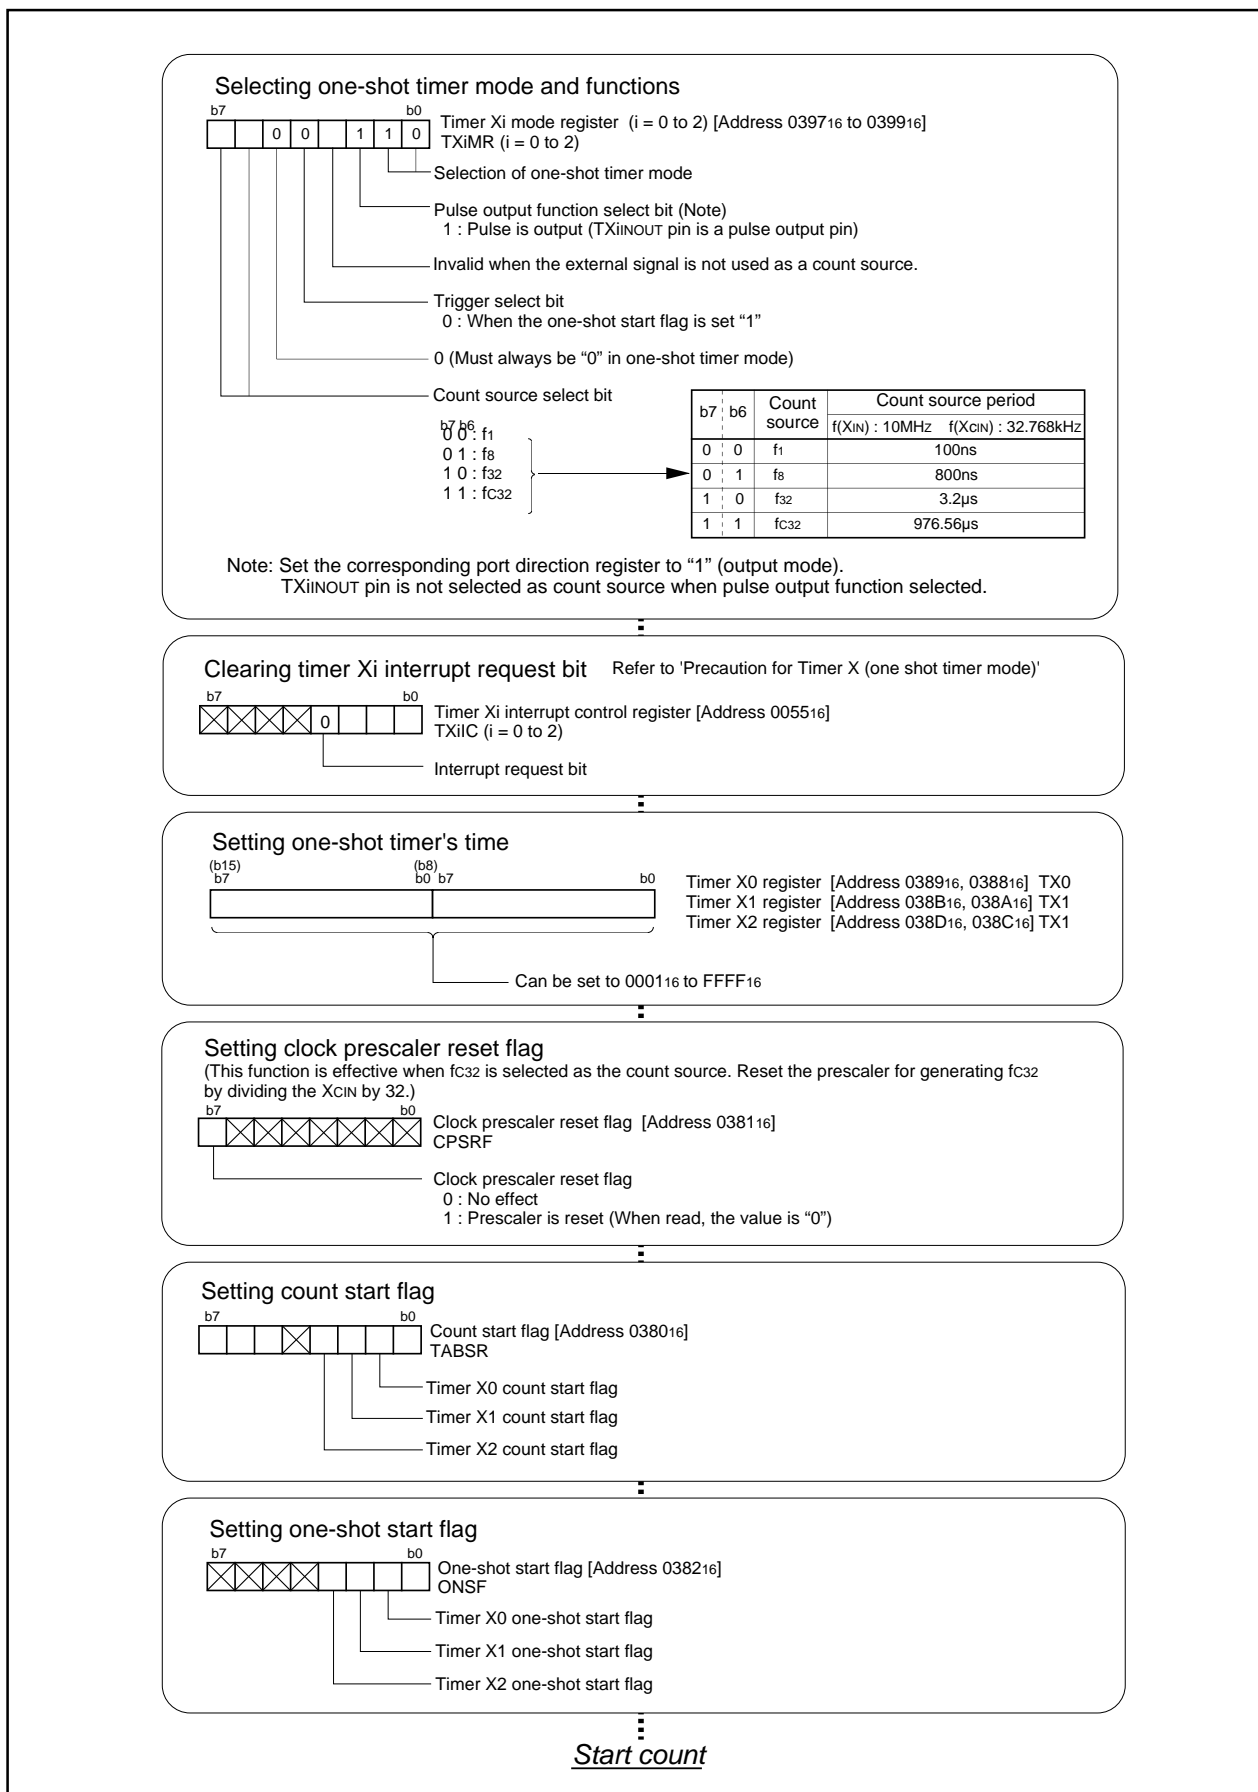 Selecting one-shot timer mode and functions
b7 b0
0 0 1 1 0
Timer Xi mode register (i = 0 to 2) [Address 039716 to 039916]
TXiMR (i = 0 to 2)
Selection of one-shot timer mode
Pulse output function select bit (Note)
1 : Pulse is output (TXiINOUT pin is a pulse output pin)
Invalid when the external signal is not used as a count source.
Trigger select bit
0 : When the one-shot start flag is set “1”
0 (Must always be “0” in one-shot timer mode)
Count source select bit
b7 b6
0 0 : f1
0 1 : f8
1 0 : f32
1 1 : fC32
b7 b6 Count source Count source period
f(XIN) : 10MHz f(XCIN) : 32.768kHz
0 0 f1 100ns
0 1 f8 800ns
1 0 f32 3.2µs
1 1 fC32 976.56µs
Note: Set the corresponding port direction register to “1” (output mode).
TXiINOUT pin is not selected as count source when pulse output function selected.
Clearing timer Xi interrupt request bit Refer to 'Precaution for Timer X (one shot timer mode)'
b7 b0
0
Timer Xi interrupt control register [Address 005516]
TXiIC (i = 0 to 2)
Interrupt request bit
Setting one-shot timer's time
(b15) (b8)
b7 b0 b7 b0
Timer X0 register [Address 038916, 038816] TX0
Timer X1 register [Address 038B16, 038A16] TX1
Timer X2 register [Address 038D16, 038C16] TX1
Can be set to 000116 to FFFF16
Setting clock prescaler reset flag
(This function is effective when fC32 is selected as the count source. Reset the prescaler for generating fC32
by dividing the XCIN by 32.)
b7 b0
Clock prescaler reset flag [Address 038116]
CPSRF
Clock prescaler reset flag
0 : No effect
1 : Prescaler is reset (When read, the value is “0”)
Setting count start flag
b7 b0
Count start flag [Address 038016]
TABSR
Timer X0 count start flag
Timer X1 count start flag
Timer X2 count start flag
Setting one-shot start flag
b7 b0
One-shot start flag [Address 038216]
ONSF
Timer X0 one-shot start flag
Timer X1 one-shot start flag
Timer X2 one-shot start flag
Start count